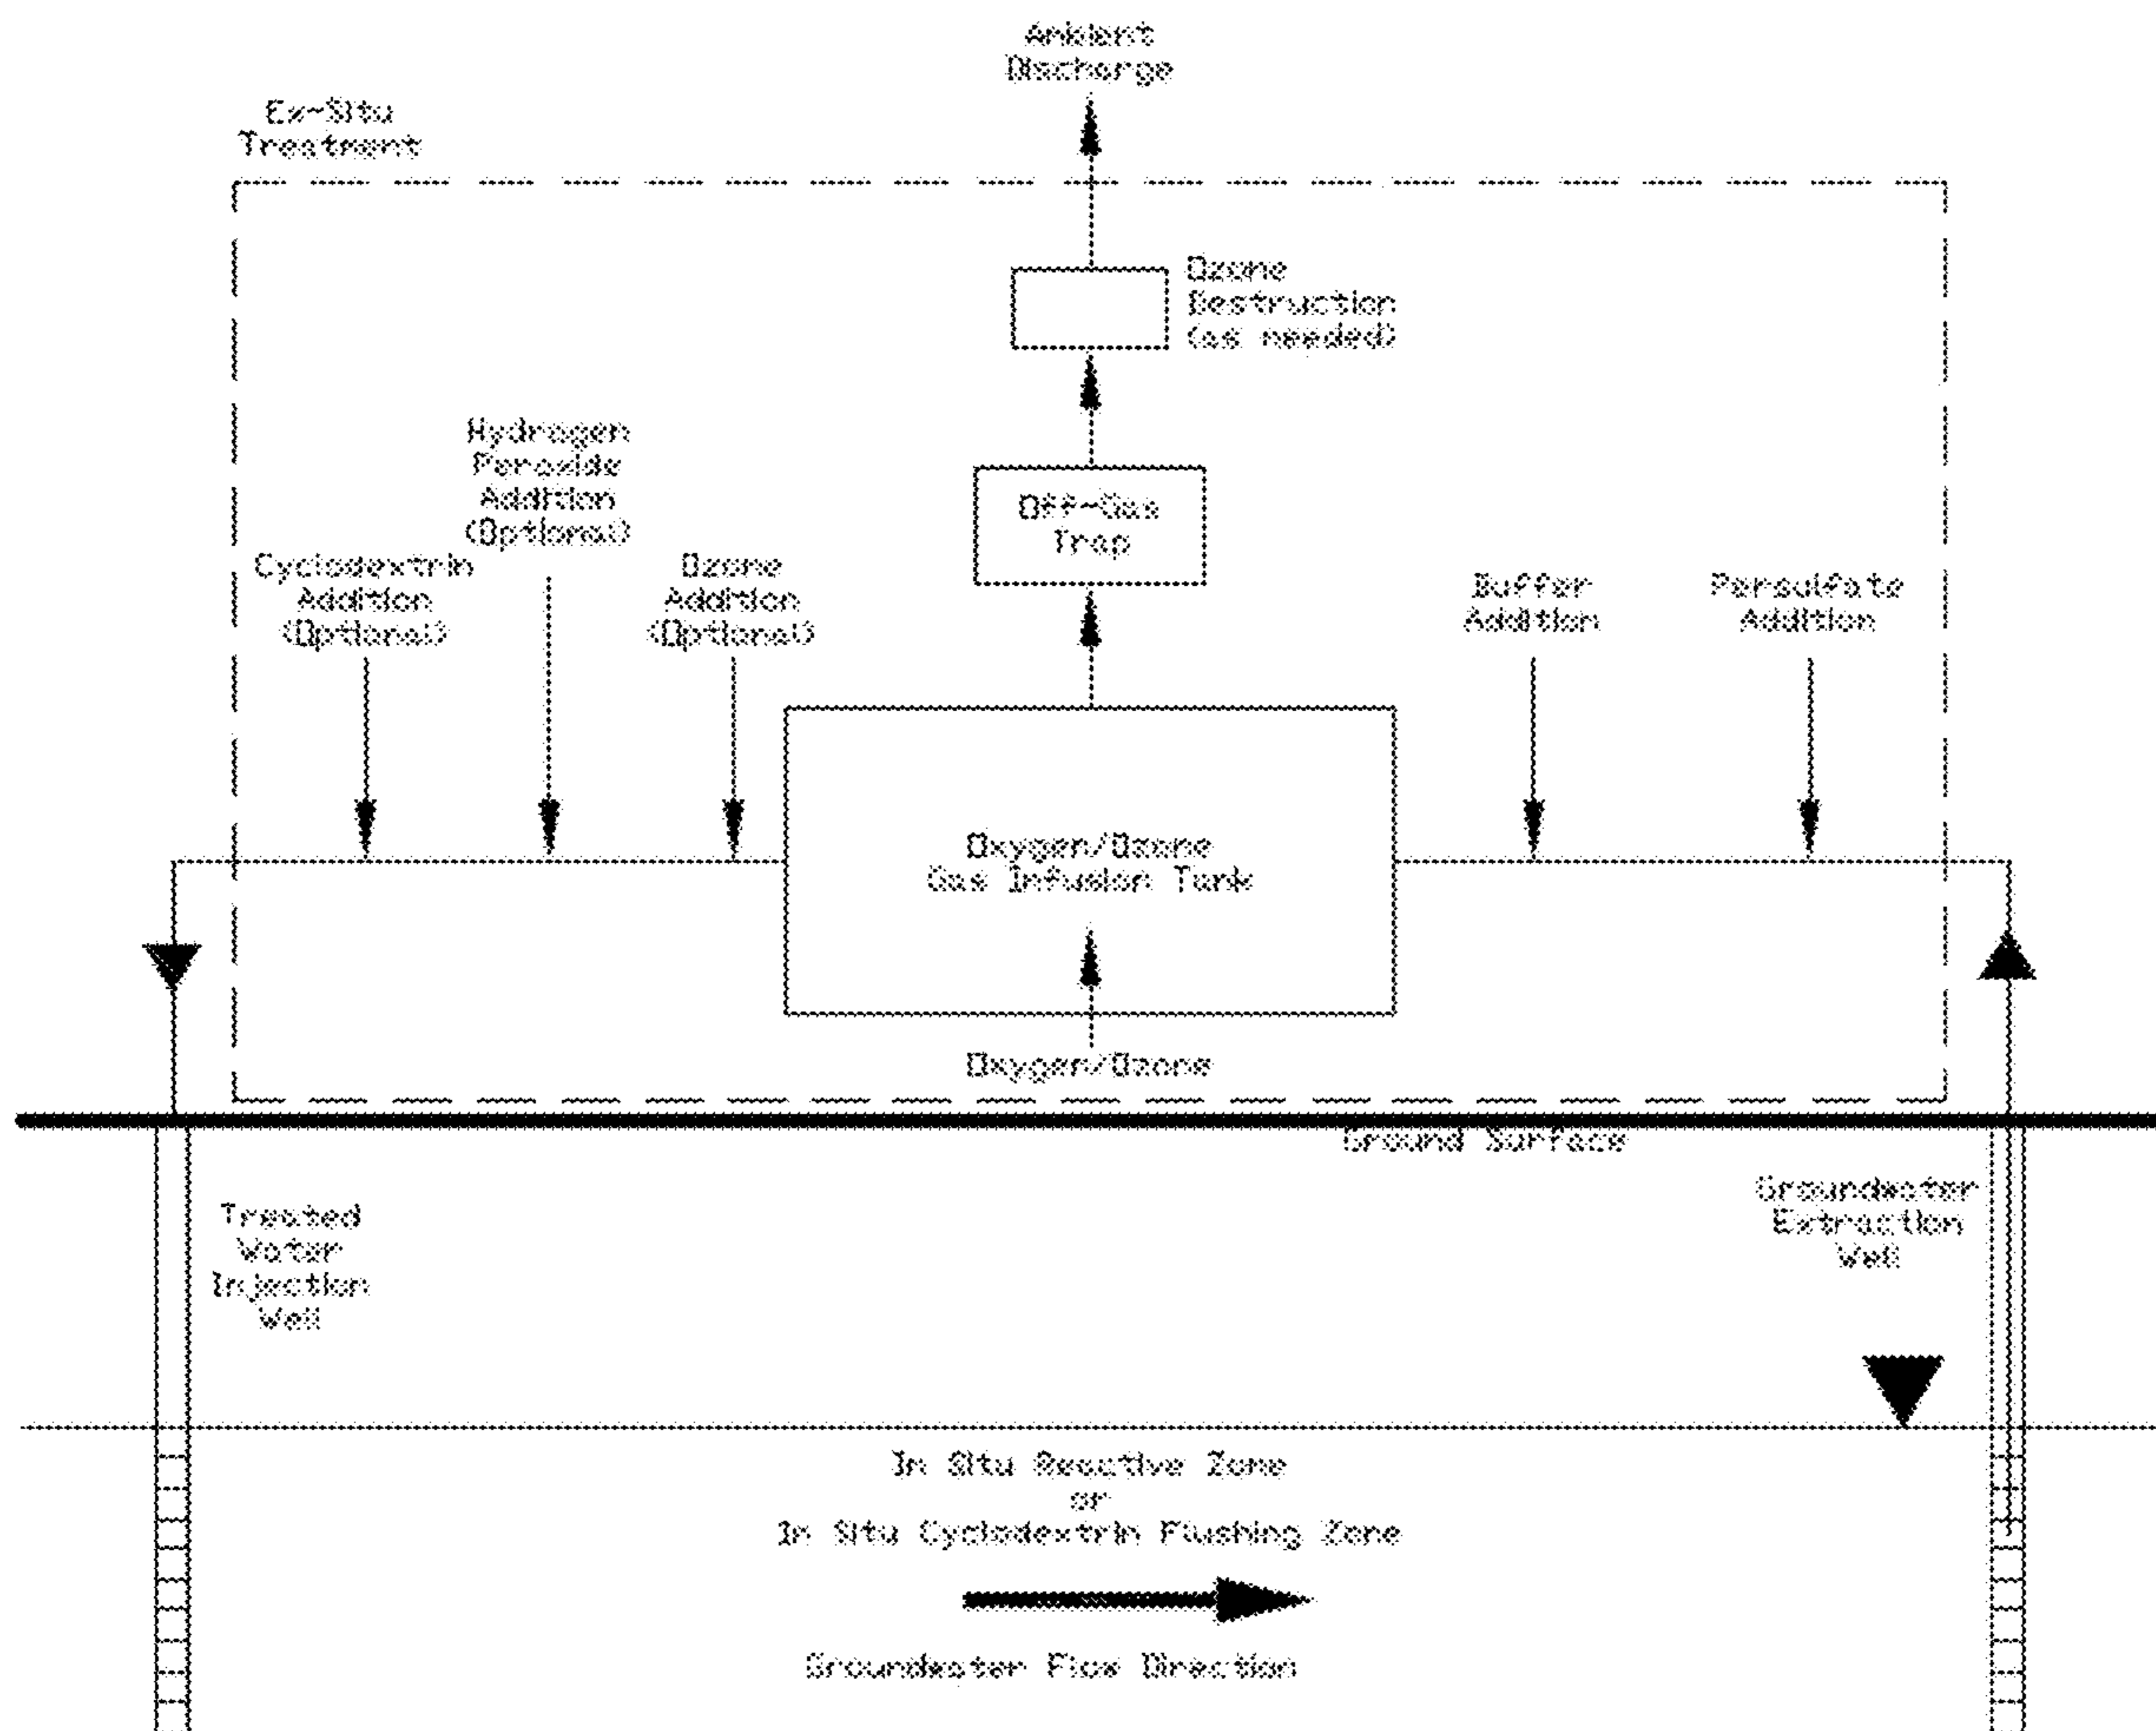 Ambient
Discharge
Ex-Situ
Treatment
Ozone
Destruction
(as needed)
Hydrogen
Peroxide
Addition
(Optional)
Off-Gas
Trap
Cyclodextrin
Addition
(Optional)
Ozone
Addition
(Optional)
Buffer
Addition
Persulfate
Addition
Oxygen/Ozone
Gas Infusion Tank
Oxygen/Ozone
Ground Surface
Treated
Water
Injection
Well
Groundwater
Extraction
Well
In Situ Reactive Zone
or
In Situ Cyclodextrin Flushing Zone
Groundwater Flow Direction